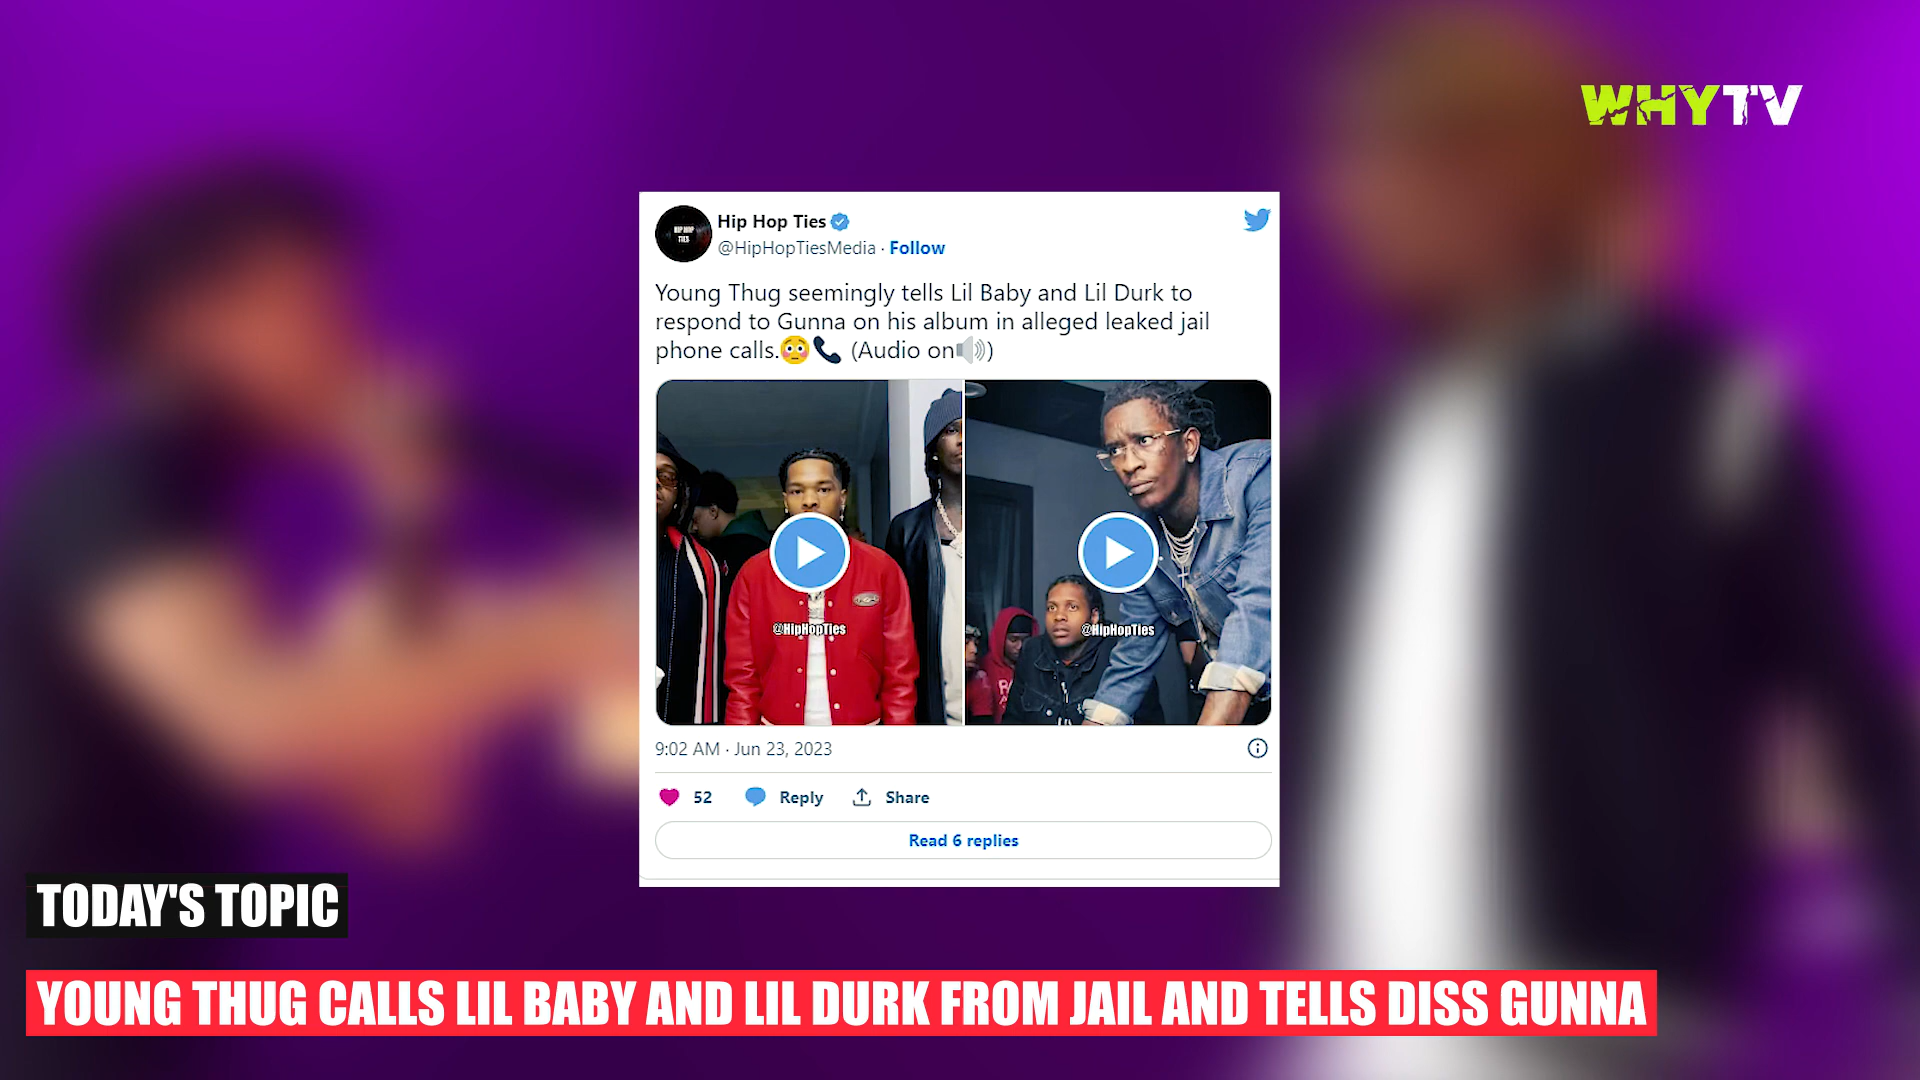 WHYTV
HIP HOP
TIES
Hip Hop Ties
@HipHopTiesMedia · Follow
Young Thug seemingly tells Lil Baby and Lil Durk to
respond to Gunna on his album in alleged leaked jail
phone calls.😳📞 (Audio on🔊)
@HipHopTies
@HipHopTies
9:02 AM · Jun 23, 2023
52 Reply Share
Read 6 replies
TODAY'S TOPIC
YOUNG THUG CALLS LIL BABY AND LIL DURK FROM JAIL AND TELLS DISS GUNNA